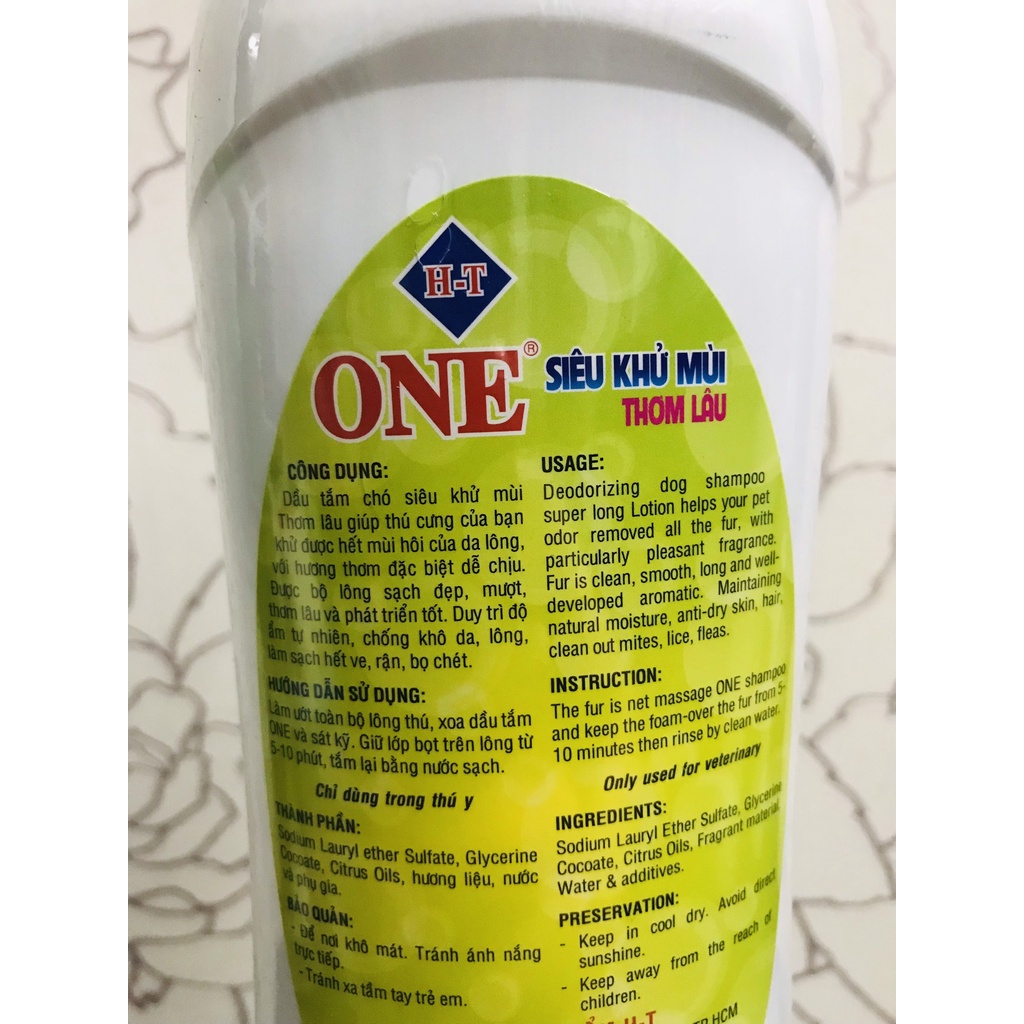 H-T
ONE®
SIÊU KHỬ MÙI
THƠM LÂU
CÔNG DỤNG:
Dầu tắm chó siêu khử mùi
Thơm lâu giúp thú cưng của bạn
khử được hết mùi hôi của da lông,
với hương thơm đặc biệt dễ chịu.
Được bộ lông sạch đẹp, mượt,
thơm lâu và phát triển tốt. Duy trì độ
ẩm tự nhiên, chống khô da, lông,
làm sạch hết ve, rận, bọ chét.
HƯỚNG DẪN SỬ DỤNG:
Làm ướt toàn bộ lông thú, xoa dầu tắm
ONE và sát kỹ. Giữ lớp bọt trên lông từ
5-10 phút, tắm lại bằng nước sạch.
Chỉ dùng trong thú y
THÀNH PHẦN:
Sodium Lauryl ether Sulfate, Glycerine
Cocoate, Citrus Oils, hương liệu, nước
và phụ gia.
BẢO QUẢN:
- Để nơi khô mát. Tránh ánh nắng
trực tiếp.
- Tránh xa tầm tay trẻ em.
USAGE:
Deodorizing dog shampoo
super long Lotion helps your pet
odor removed all the fur, with
particularly pleasant fragrance.
Fur is clean, smooth, long and well-
developed aromatic. Maintaining
natural moisture, anti-dry skin, hair,
clean out mites, lice, fleas.
INSTRUCTION:
The fur is net massage ONE shampoo
and keep the foam-over the fur from 5-
10 minutes then rinse by clean water.
Only used for veterinary
INGREDIENTS:
Sodium Lauryl Ether Sulfate, Glycerine
Cocoate, Citrus Oils, Fragrant material.
Water & additives.
PRESERVATION:
- Keep in cool dry. Avoid direct
sunshine.
- Keep away from the reach of
children.
H-T
TP HCM